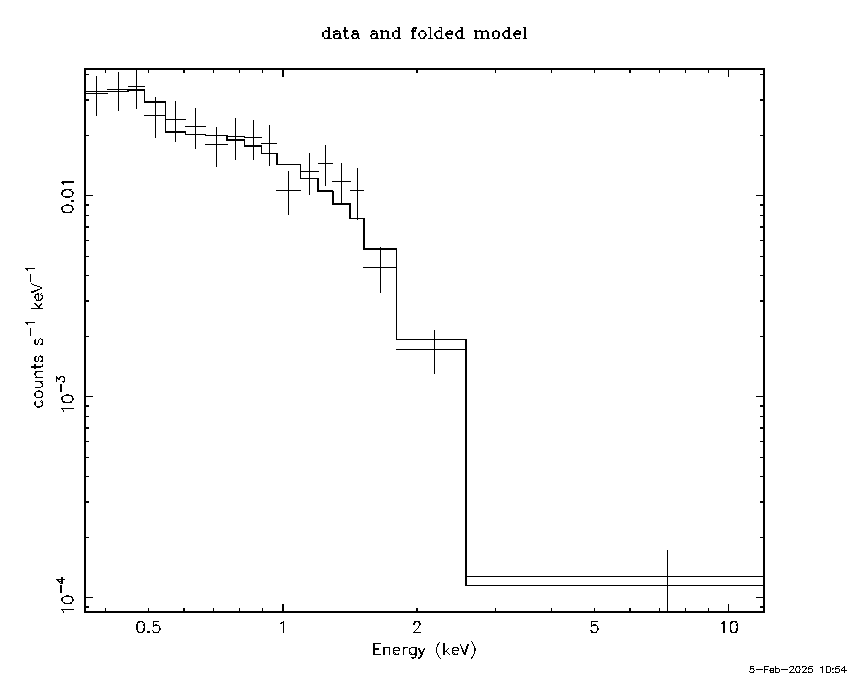 data and folded model
counts s⁻¹ keV⁻¹
0.01
10⁻³
10⁻⁴
0.5 1 2 5 10
Energy (keV)
5-Feb-2025 10:54